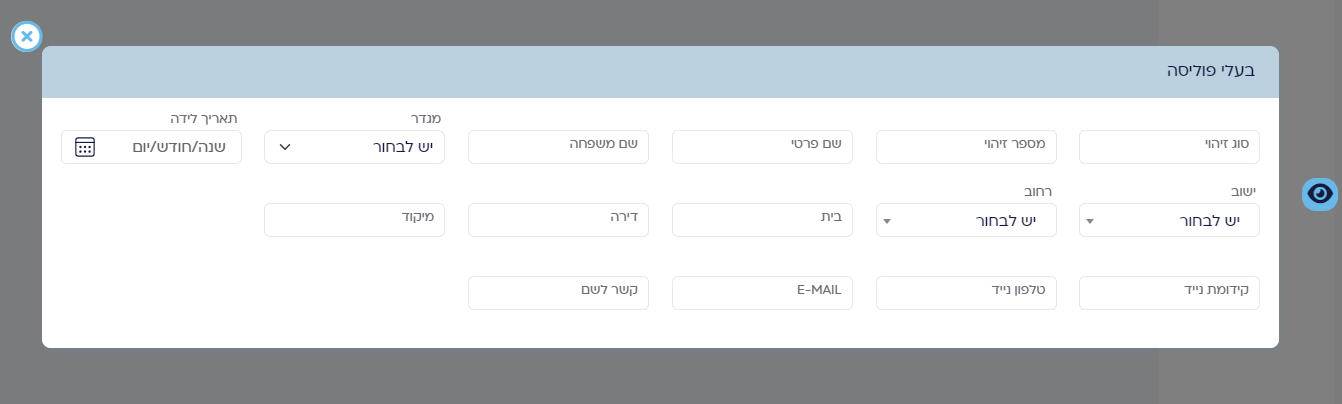 בעלי פוליסה
סוג זיהוי
מספר זיהוי
שם פרטי
שם משפחה
מגדר
יש לבחור
תאריך לידה
שנה/חודש/יום
ישוב
יש לבחור
רחוב
יש לבחור
בית
דירה
מיקוד
קידומת נייד
טלפון נייד
E-MAIL
קשר לשם